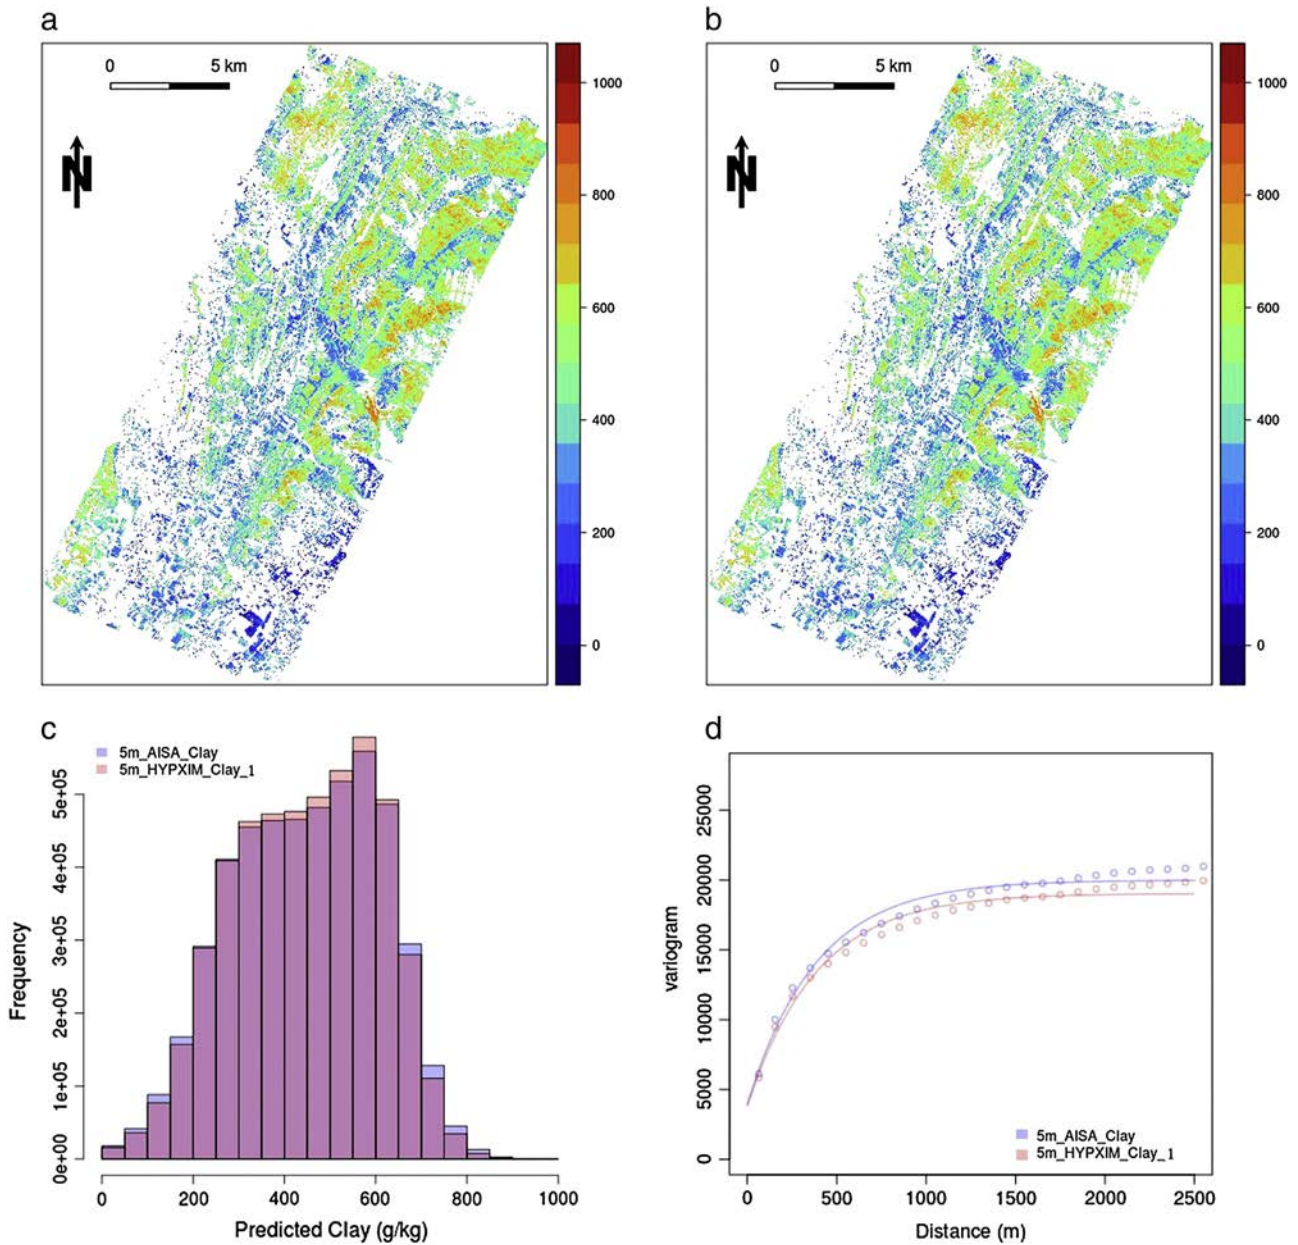 a
0 5 km
N
1000
800
600
400
200
0
b
0 5 km
N
1000
800
600
400
200
0
c
5m_AISA_Clay
5m_HYPXIM_Clay_1
Frequency
5e+05
4e+05
3e+05
2e+05
1e+05
0e+00
0 200 400 600 800 1000
Predicted Clay (g/kg)
d
variogram
25000
20000
15000
10000
5000
0
5m_AISA_Clay
5m_HYPXIM_Clay_1
0 500 1000 1500 2000 2500
Distance (m)